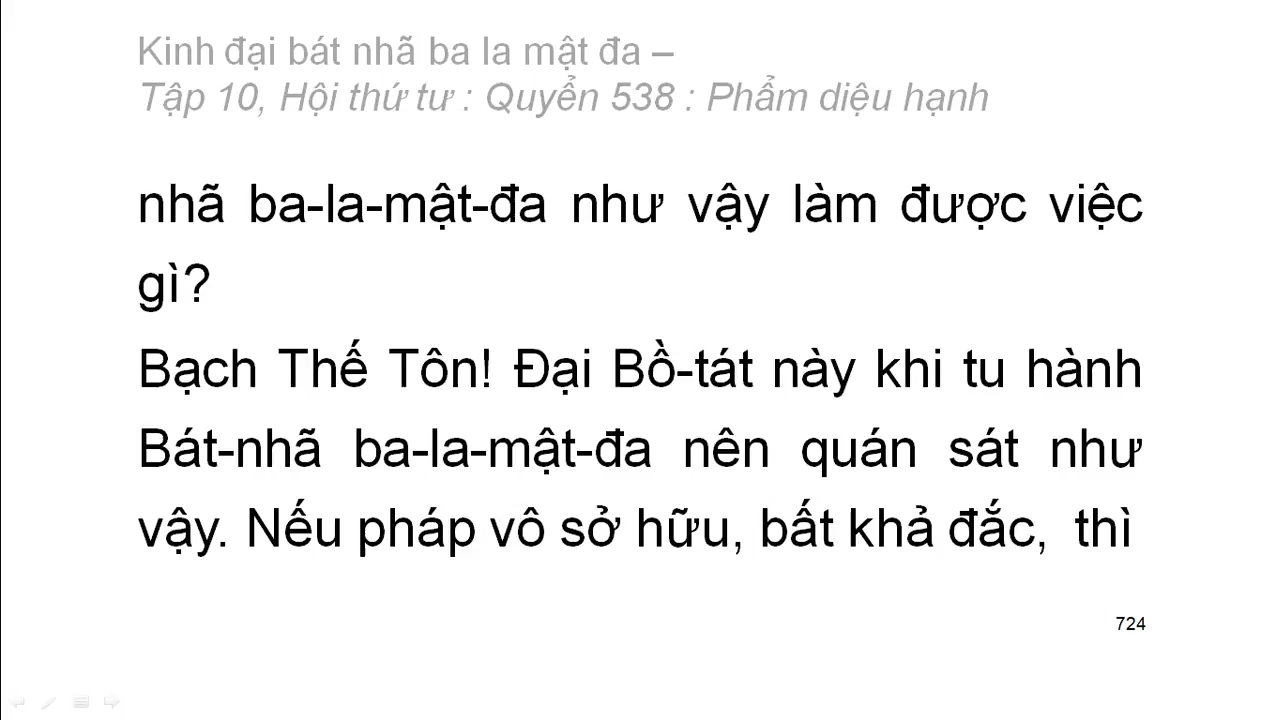 Kinh đại bát nhã ba la mật đa –
Tập 10, Hội thứ tư : Quyển 538 : Phẩm diệu hạnh
nhã ba-la-mật-đa như vậy làm được việc
gì?
Bạch Thế Tôn! Đại Bồ-tát này khi tu hành
Bát-nhã ba-la-mật-đa nên quán sát như
vậy. Nếu pháp vô sở hữu, bất khả đắc, thì
724